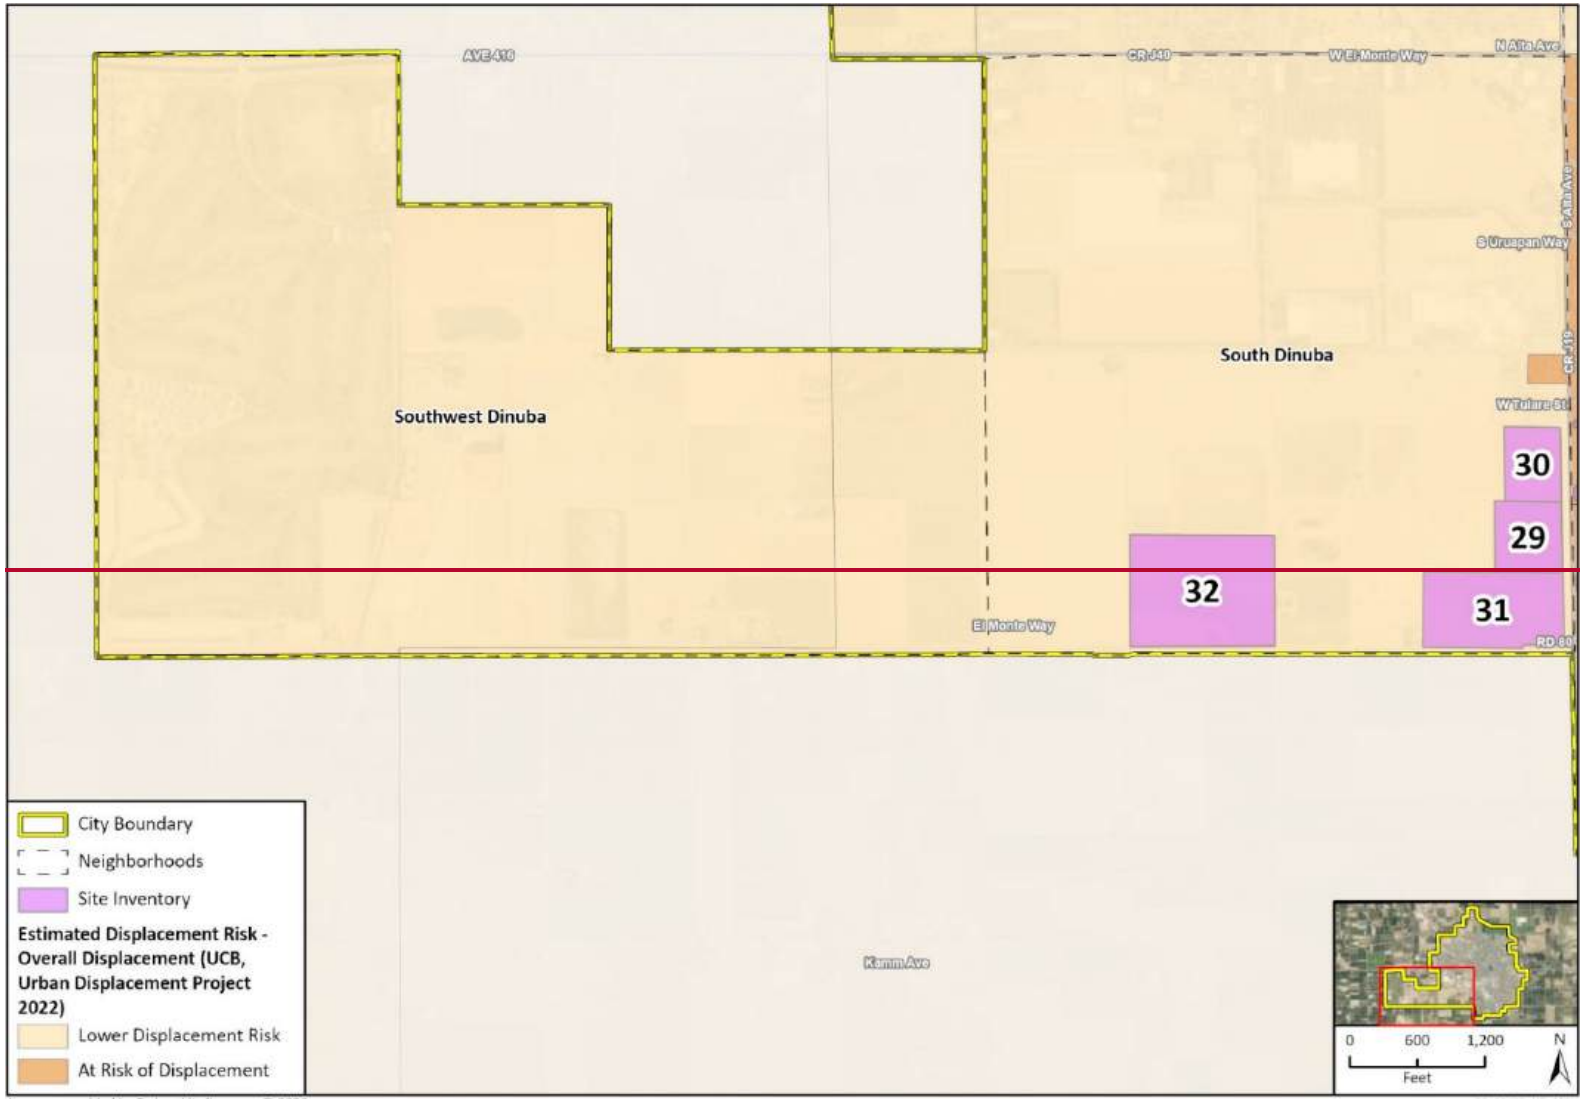 AVE 416
CR J40
W El Monte Way
N Alta Ave
S Alta Ave
S Uruapan Way
CR J19
South Dinuba
W Tulare St
Southwest Dinuba
30
29
32
31
El Monte Way
RD 80
City Boundary
Neighborhoods
Site Inventory
Estimated Displacement Risk -
Overall Displacement (UCB,
Urban Displacement Project
2022)
Lower Displacement Risk
At Risk of Displacement
Kamm Ave
0 600 1,200
Feet
N